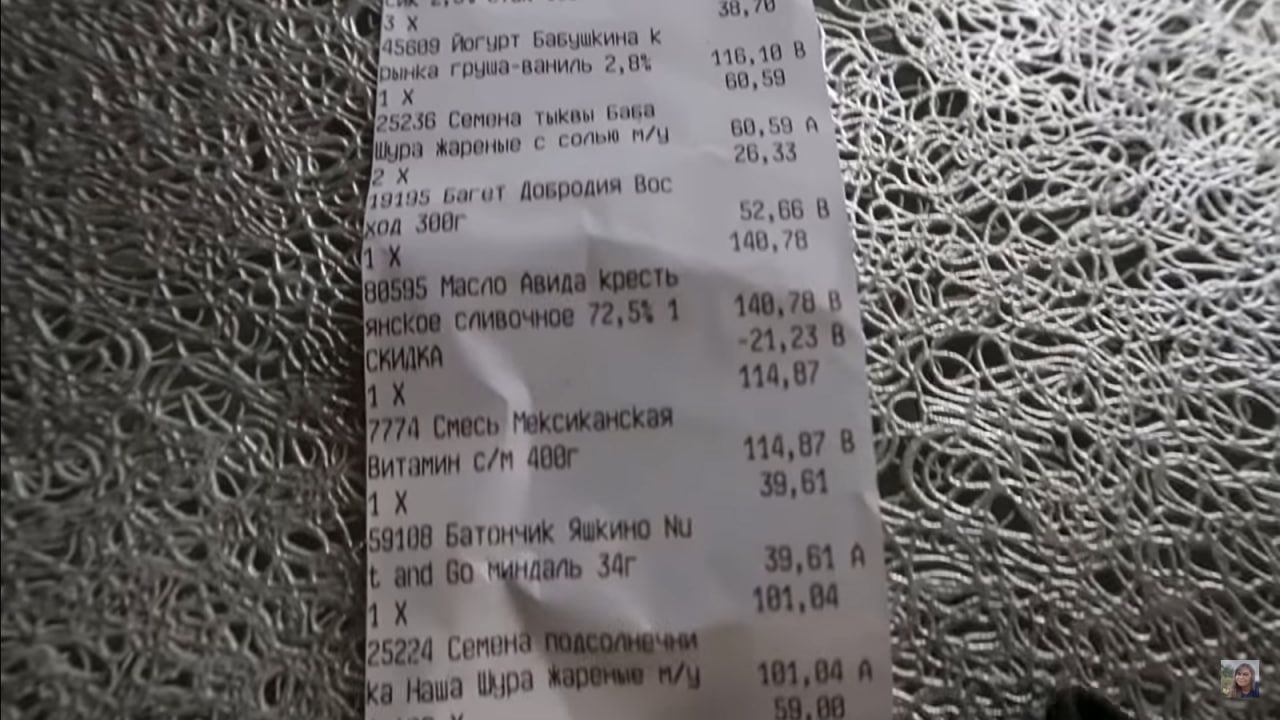 3 X 38,70
45609 Йогурт Бабушкина к
рынка груша-ваниль 2,8% 116,10 В
1 X 60,59
25236 Семена тыквы Баба
Шура жареные с солью м/у 60,59 А
2 X 26,33
19195 Багет Добродия Вос
ход 300г 52,66 В
1 X 140,78
80595 Масло Авида кресть
янское сливочное 72,5% 1 140,78 В
СКИДКА -21,23 В
1 X 114,87
7774 Смесь Мексиканская
Витамин с/м 400г 114,87 В
1 X 39,61
59108 Батончик Яшкино Nu
t and Go миндаль 34г 39,61 А
1 X 101,04
25224 Семена подсолнечни
ка Наша Шура жареные м/у 101,04 А
59,00